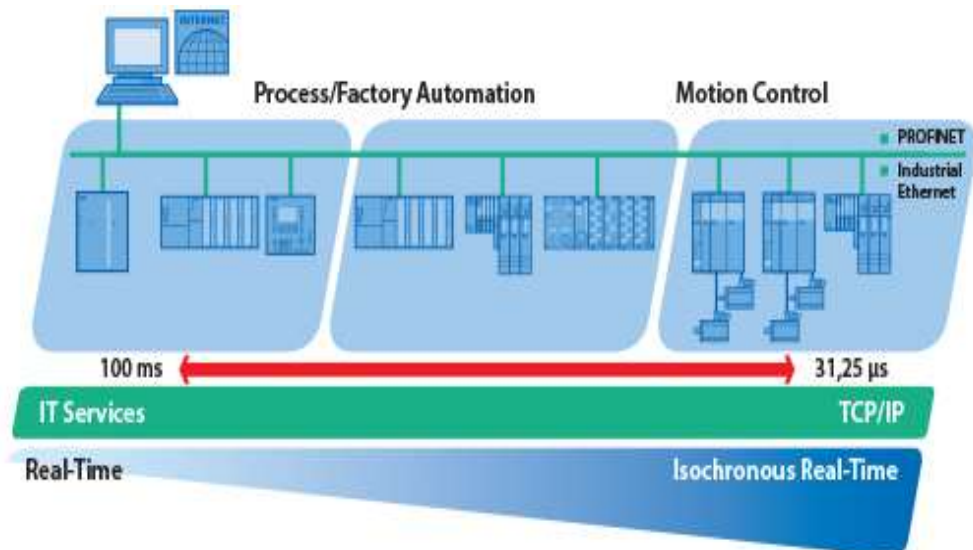 INTERNET
Process/Factory Automation
Motion Control
PROFINET
Industrial
Ethernet
100 ms
31,25 µs
IT Services
TCP/IP
Real-Time
Isochronous Real-Time